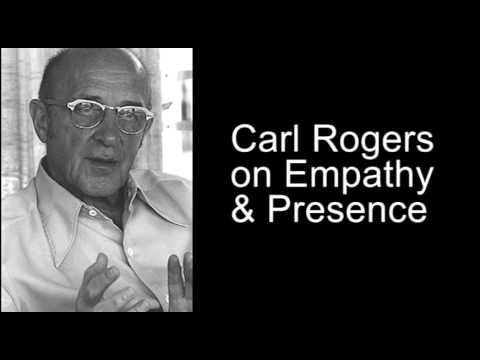 Carl Rogers
on Empathy
& Presence